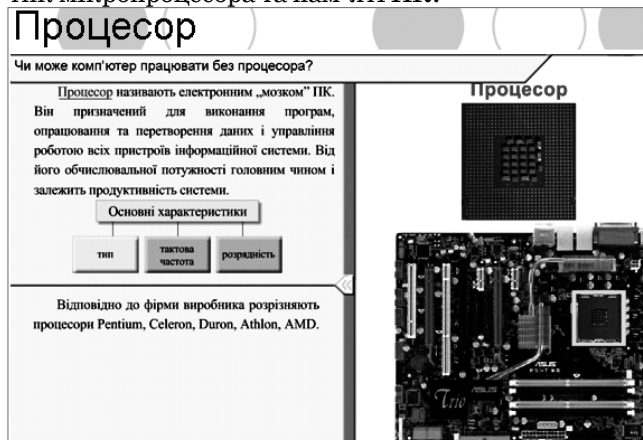 Процесор
Чи може комп'ютер працювати без процесора?
Процесор називають електронним „мозком” ПК.
Він призначений для виконання програм,
опрацювання та перетворення даних і управління
роботою всіх пристроїв інформаційної системи. Від
його обчислювальної потужності головним чином і
залежить продуктивність системи.
Основні характеристики
тип
тактова
частота
розрядність
Відповідно до фірми виробника розрізняють
процесори Pentium, Celeron, Duron, Athlon, AMD.
Процесор
ASUS
Trio